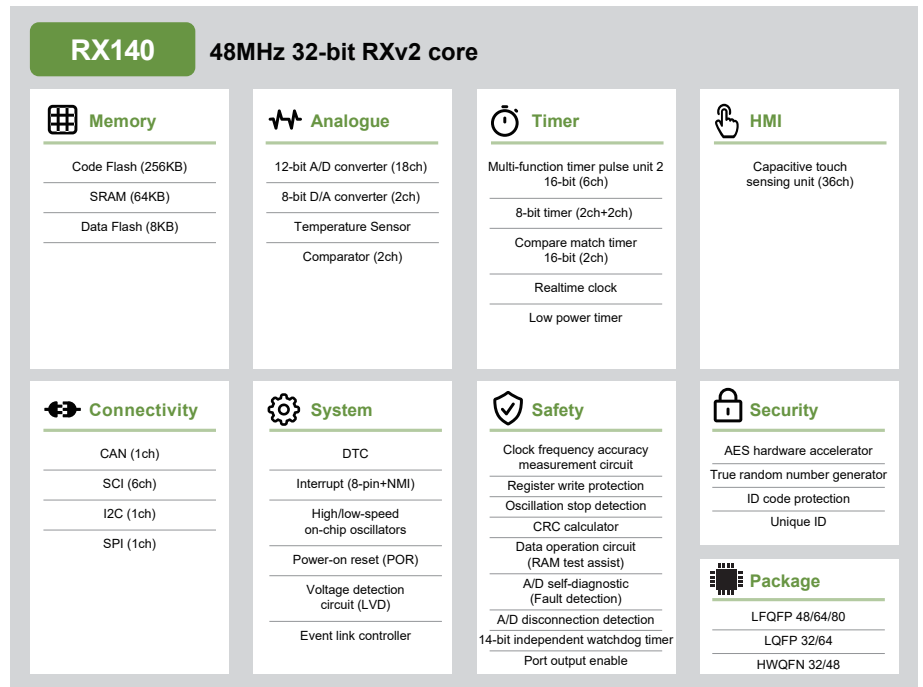 RX140
48MHz 32-bit RXv2 core
Memory
Code Flash (256KB)
SRAM (64KB)
Data Flash (8KB)
Analogue
12-bit A/D converter (18ch)
8-bit D/A converter (2ch)
Temperature Sensor
Comparator (2ch)
Timer
Multi-function timer pulse unit 2
16-bit (6ch)
8-bit timer (2ch+2ch)
Compare match timer
16-bit (2ch)
Realtime clock
Low power timer
HMI
Capacitive touch
sensing unit (36ch)
Connectivity
CAN (1ch)
SCI (6ch)
I2C (1ch)
SPI (1ch)
System
DTC
Interrupt (8-pin+NMI)
High/low-speed
on-chip oscillators
Power-on reset (POR)
Voltage detection
circuit (LVD)
Event link controller
Safety
Clock frequency accuracy
measurement circuit
Register write protection
Oscillation stop detection
CRC calculator
Data operation circuit
(RAM test assist)
A/D self-diagnostic
(Fault detection)
A/D disconnection detection
14-bit independent watchdog timer
Port output enable
Security
AES hardware accelerator
True random number generator
ID code protection
Unique ID
Package
LFQFP 48/64/80
LQFP 32/64
HWQFN 32/48